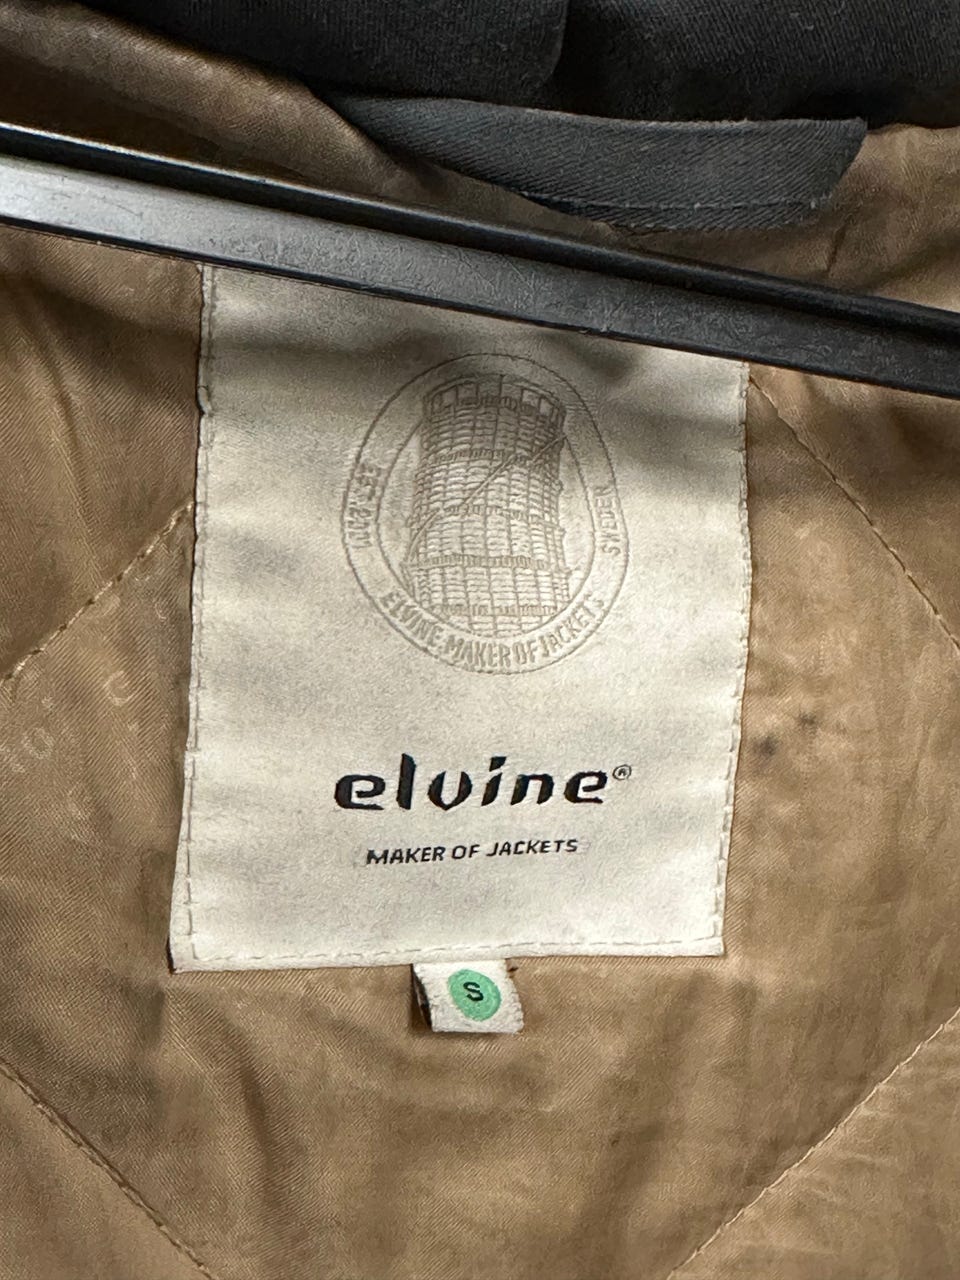 EST. 2001
SWEDEN
ELVINE MAKER OF JACKETS
elvine®
MAKER OF JACKETS
S